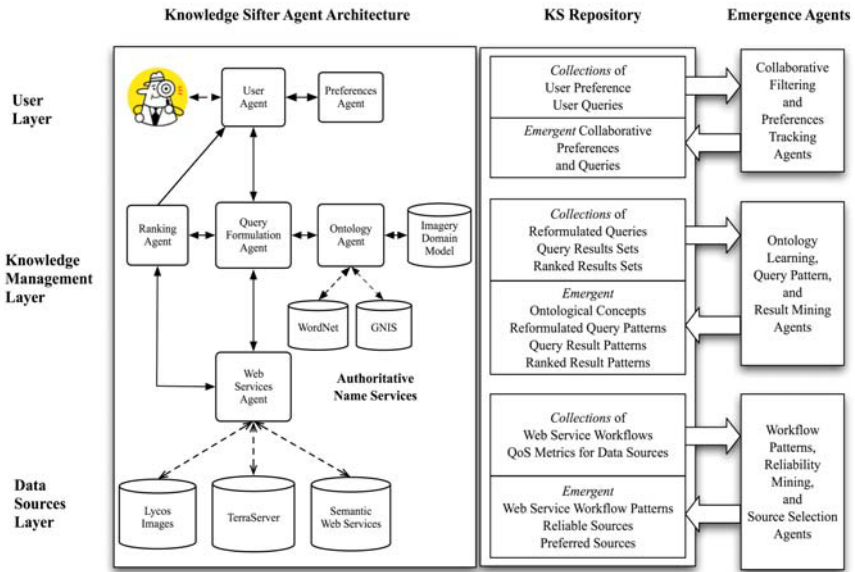 Knowledge Sifter Agent Architecture
KS Repository
Emergence Agents
User
Layer
User
Agent
Preferences
Agent
Collections of
User Preference
User Queries
Emergent Collaborative
Preferences
and Queries
Collaborative
Filtering
and
Preferences
Tracking
Agents
Knowledge
Management
Layer
Ranking
Agent
Query
Formulation
Agent
Ontology
Agent
Imagery
Domain
Model
WordNet
GNIS
Web
Services
Agent
Authoritative
Name Services
Collections of
Reformulated Queries
Query Results Sets
Ranked Results Sets
Emergent
Ontological Concepts
Reformulated Query Patterns
Query Result Patterns
Ranked Result Patterns
Ontology
Learning,
Query Pattern,
and
Result Mining
Agents
Data
Sources
Layer
Lycos
Images
TerraServer
Semantic
Web Services
Collections of
Web Service Workflows
QoS Metrics for Data Sources
Emergent
Web Service Workflow Patterns
Reliable Sources
Preferred Sources
Workflow
Patterns,
Reliability
Mining,
and
Source Selection
Agents